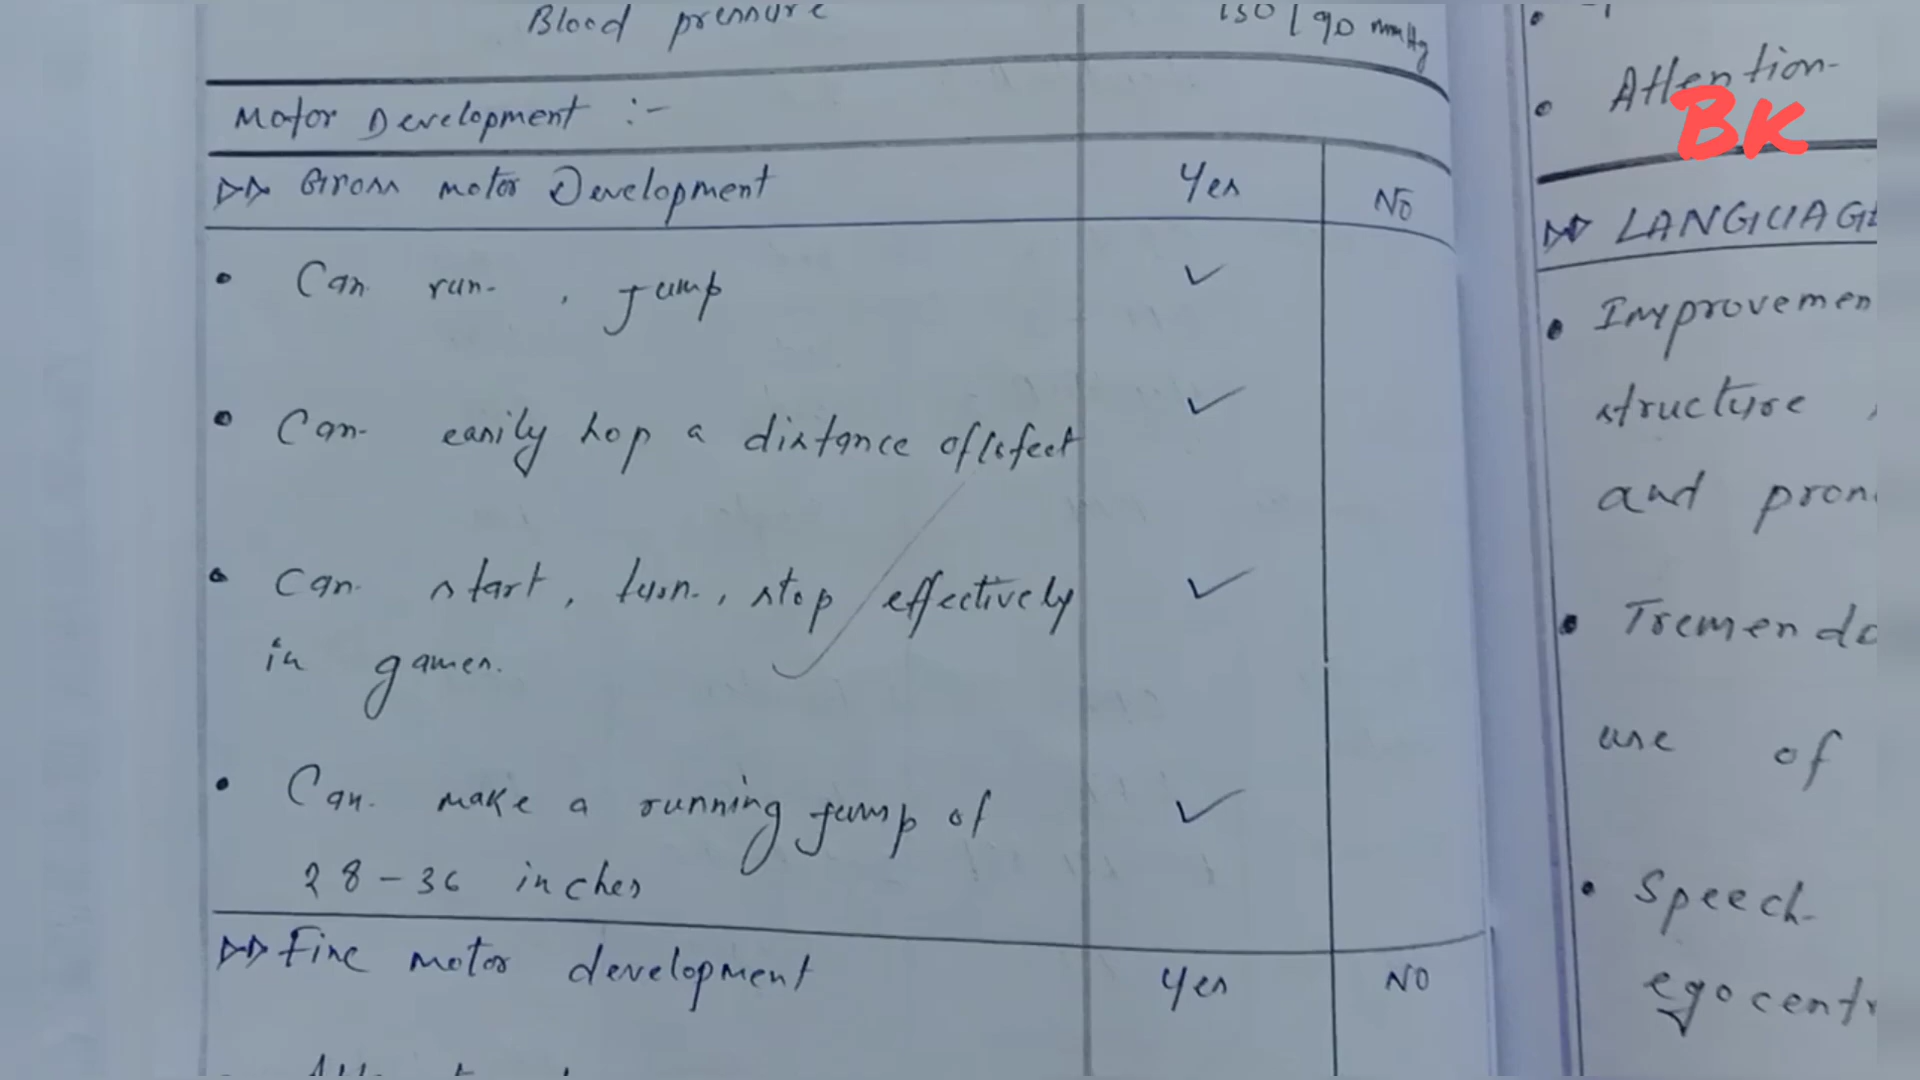 Blood pressure 150/90 mmHg
Motor Development :-
Gross motor Development Yes No
• Can run , jump ✓
• Can easily hop a distance of feet ✓
• Can start, turn, stop effectively ✓
in games.
• Can make a running jump of ✓
28-36 inches
Fine motor development Yes NO
• Attention
BK
LANGUAGE
• Improvemen
structure
and pron
• Tremendo
use of
• Speech
egocentr